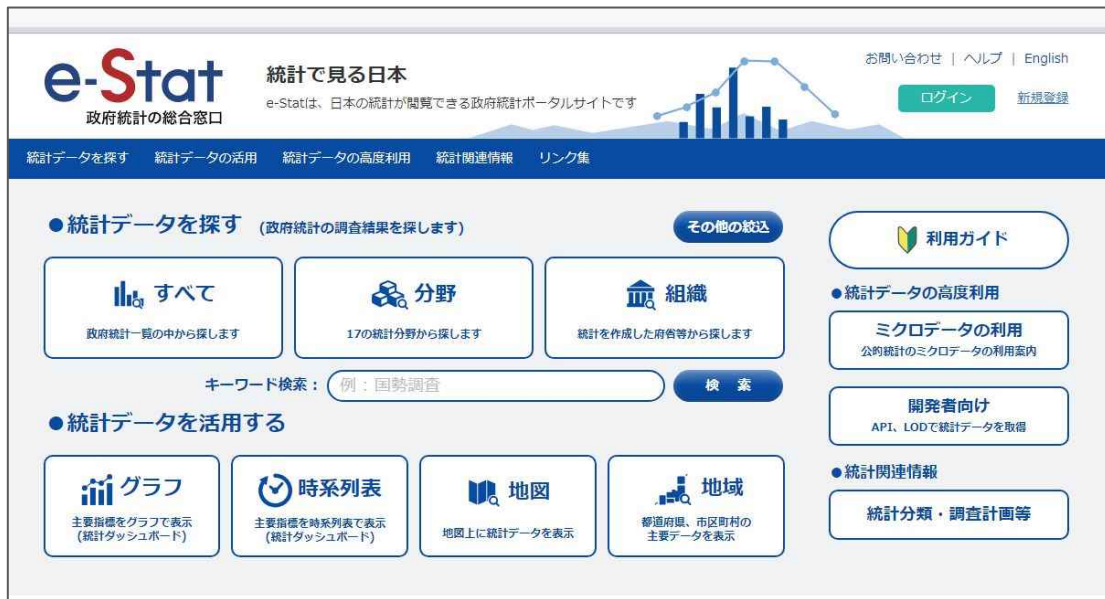 e-Stat
政府統計の総合窓口
統計で見る日本
e-Statは、日本の統計が閲覧できる政府統計ポータルサイトです
お問い合わせ | ヘルプ | English
ログイン
新規登録
統計データを探す 統計データの活用 統計データの高度利用 統計関連情報 リンク集
●統計データを探す (政府統計の調査結果を探します)
その他の絞込
すべて
政府統計一覧の中から探します
分野
17の統計分野から探します
組織
統計を作成した府省等から探します
キーワード検索: 例:国勢調査
検 索
●統計データを活用する
グラフ
主要指標をグラフで表示
(統計ダッシュボード)
時系列表
主要指標を時系列表で表示
(統計ダッシュボード)
地図
地図上に統計データを表示
地域
都道府県、市区町村の
主要データを表示
利用ガイド
●統計データの高度利用
ミクロデータの利用
公的統計のミクロデータの利用案内
開発者向け
API、LODで統計データを取得
●統計関連情報
統計分類・調査計画等